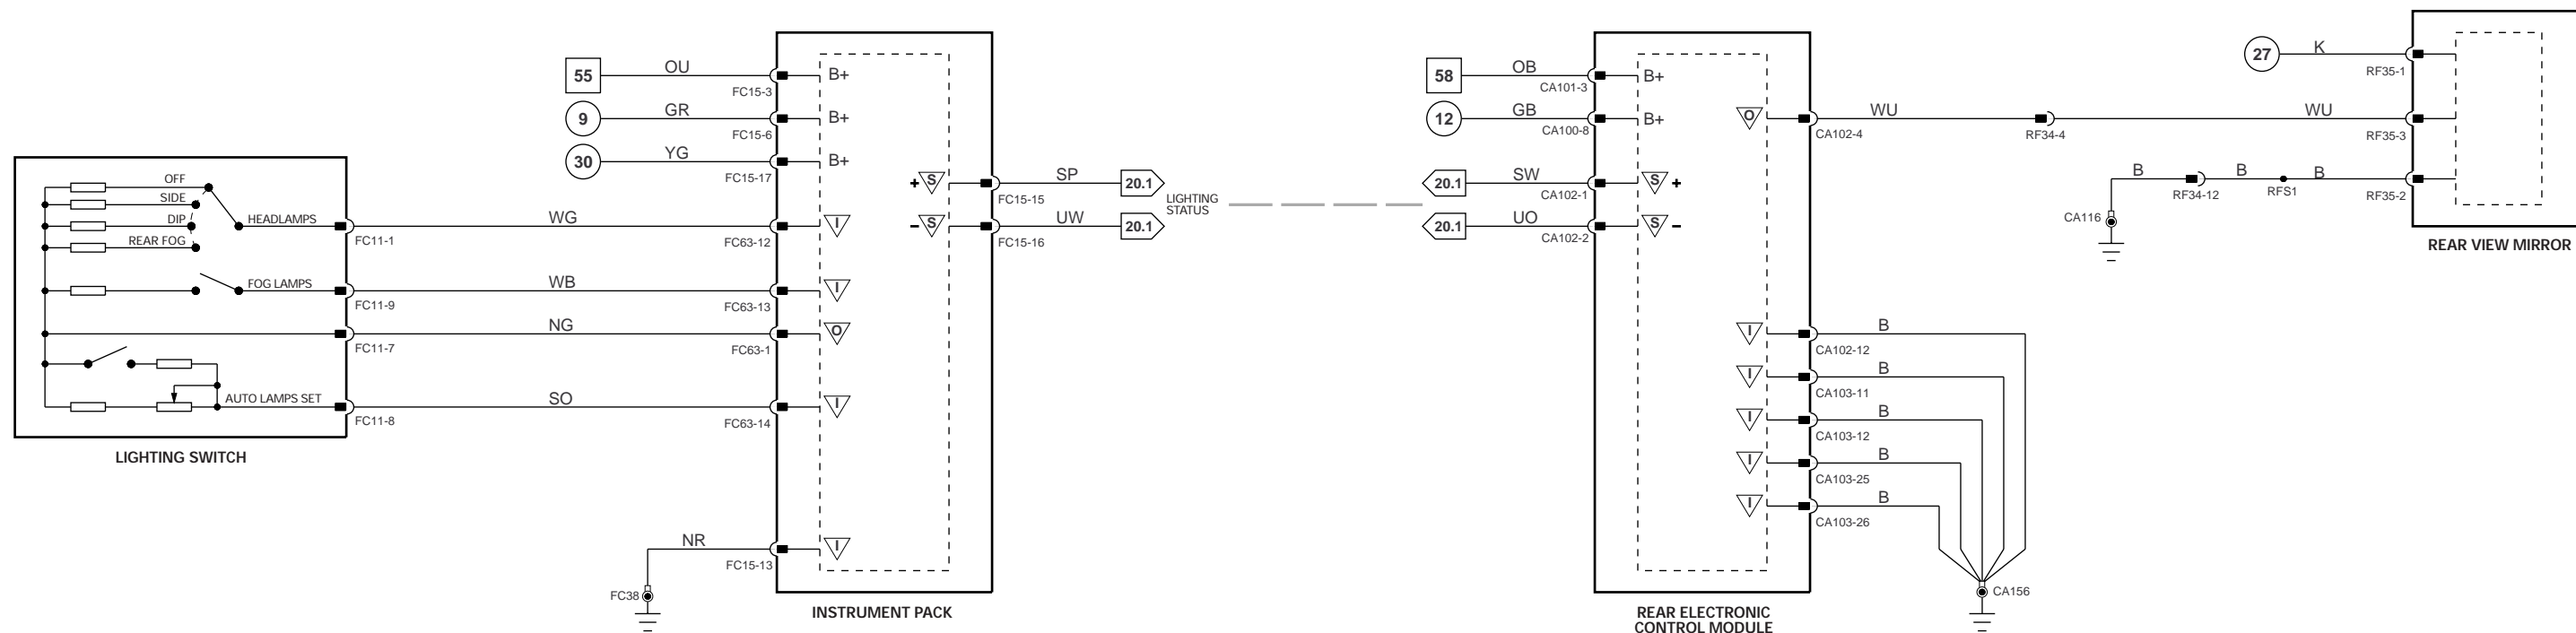 OFF
SIDE
DIP
REAR FOG
HEADLAMPS
FC11-1
FOG LAMPS
FC11-9
FC11-7
AUTO LAMPS SET
FC11-8
LIGHTING SWITCH
WG
WB
NG
SO
55
OU
FC15-3
B+
9
GR
FC15-6
B+
30
YG
FC15-17
B+
FC63-12
I
FC63-13
I
FC63-1
O
FC63-14
I
NR
FC15-13
I
FC38
INSTRUMENT PACK
+ S
FC15-15
SP
20.1
- S
FC15-16
UW
20.1
LIGHTING
STATUS
58
OB
CA101-3
B+
12
GB
CA100-8
B+
20.1
SW
CA102-1
S +
20.1
UO
CA102-2
S -
O
CA102-4
WU
RF34-4
WU
RF35-3
I
B
CA102-12
I
B
CA103-11
I
B
CA103-12
I
B
CA103-25
I
B
CA103-26
CA156
REAR ELECTRONIC
CONTROL MODULE
27
K
RF35-1
CA116
B
RF34-12
B
RFS1
B
RF35-2
REAR VIEW MIRROR